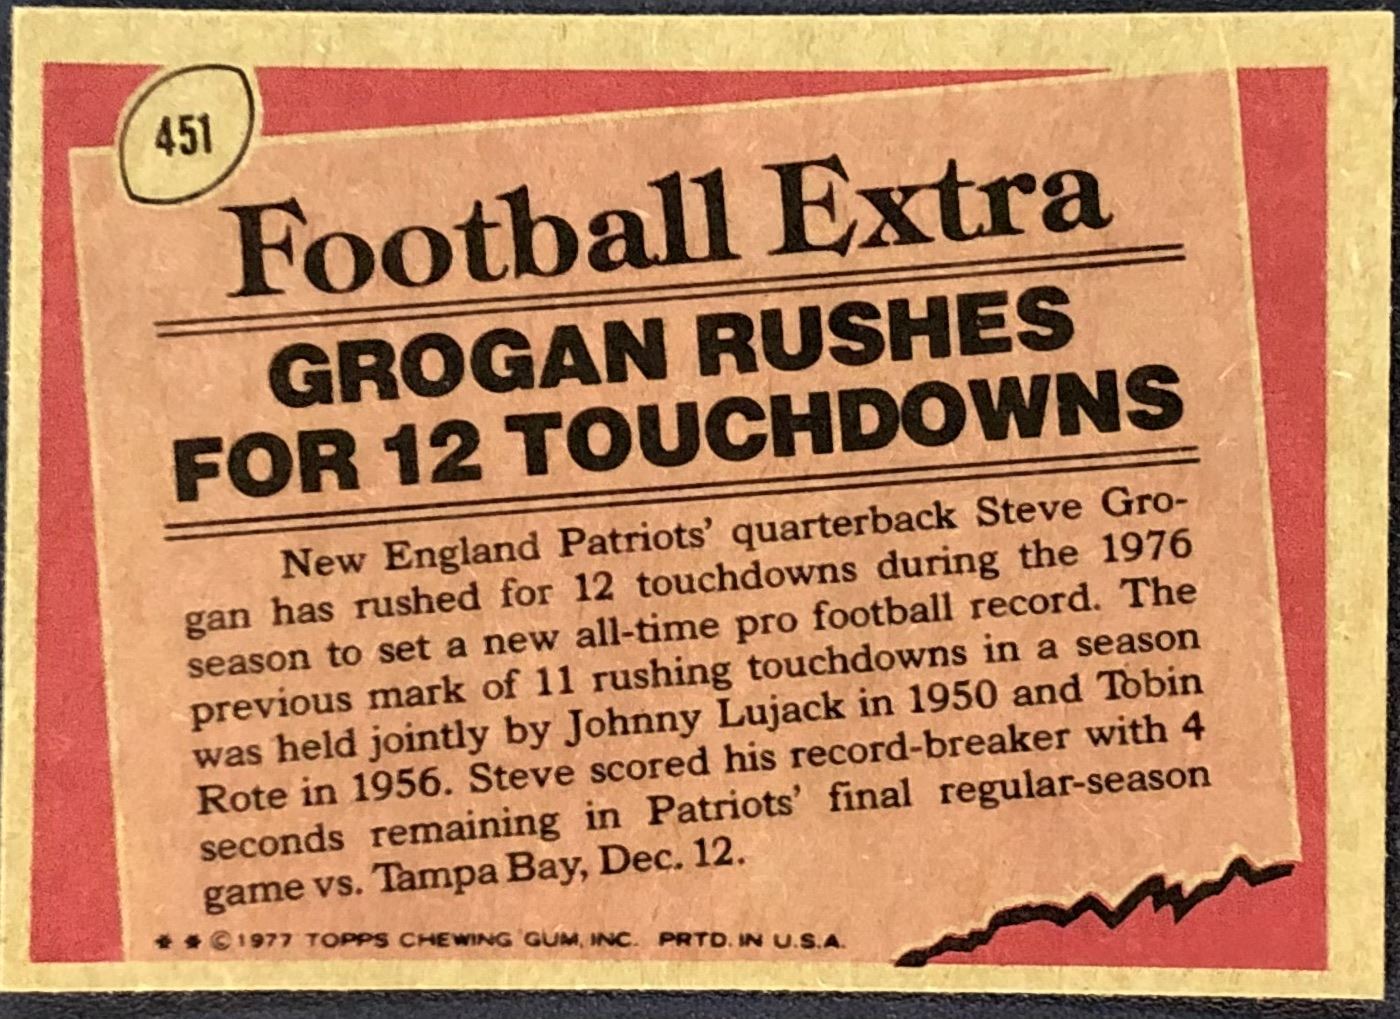 451
Football Extra
GROGAN RUSHES
FOR 12 TOUCHDOWNS
New England Patriots' quarterback Steve Gro-
gan has rushed for 12 touchdowns during the 1976
season to set a new all-time pro football record. The
previous mark of 11 rushing touchdowns in a season
was held jointly by Johnny Lujack in 1950 and Tobin
Rote in 1956. Steve scored his record-breaker with 4
seconds remaining in Patriots' final regular-season
game vs. Tampa Bay, Dec. 12.
* * © 1977 TOPPS CHEWING GUM, INC. PRTD. IN U.S.A.